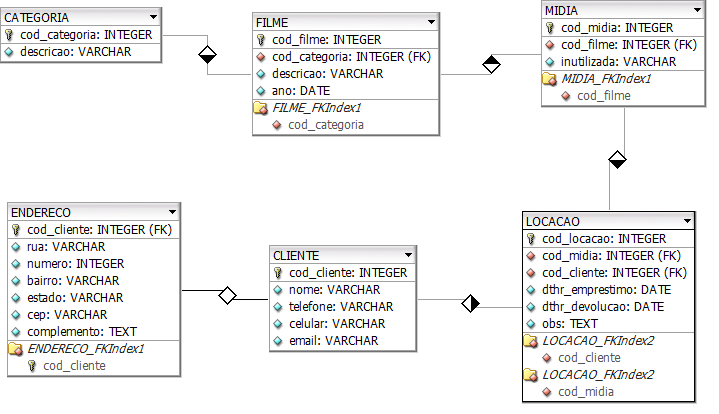 CATEGORIA
cod_categoria: INTEGER
descricao: VARCHAR
FILME
cod_filme: INTEGER
cod_categoria: INTEGER (FK)
descricao: VARCHAR
ano: DATE
FILME_FKIndex1
cod_categoria
MIDIA
cod_midia: INTEGER
cod_filme: INTEGER (FK)
inutilizada: VARCHAR
MIDIA_FKIndex1
cod_filme
ENDERECO
cod_cliente: INTEGER (FK)
rua: VARCHAR
numero: INTEGER
bairro: VARCHAR
estado: VARCHAR
cep: VARCHAR
complemento: TEXT
ENDERECO_FKIndex1
cod_cliente
CLIENTE
cod_cliente: INTEGER
nome: VARCHAR
telefone: VARCHAR
celular: VARCHAR
email: VARCHAR
LOCACAO
cod_locacao: INTEGER
cod_midia: INTEGER (FK)
cod_cliente: INTEGER (FK)
dthr_emprestimo: DATE
dthr_devolucao: DATE
obs: TEXT
LOCACAO_FKIndex2
cod_cliente
LOCACAO_FKIndex2
cod_midia